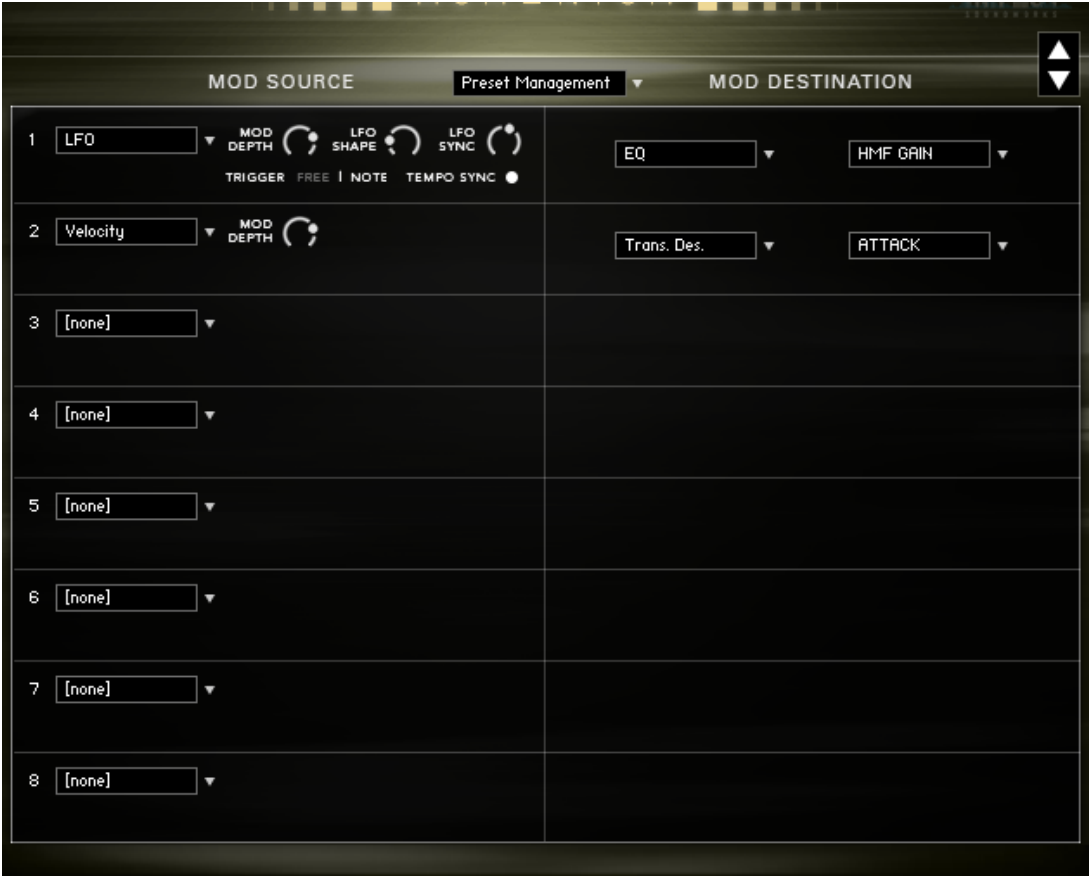 SOUNDWORKS
MOD SOURCE
Preset Management
MOD DESTINATION
1 LFO MOD DEPTH LFO SHAPE LFO SYNC EQ HMF GAIN
TRIGGER FREE | NOTE TEMPO SYNC
2 Velocity MOD DEPTH Trans. Des. ATTACK
3 [none]
4 [none]
5 [none]
6 [none]
7 [none]
8 [none]